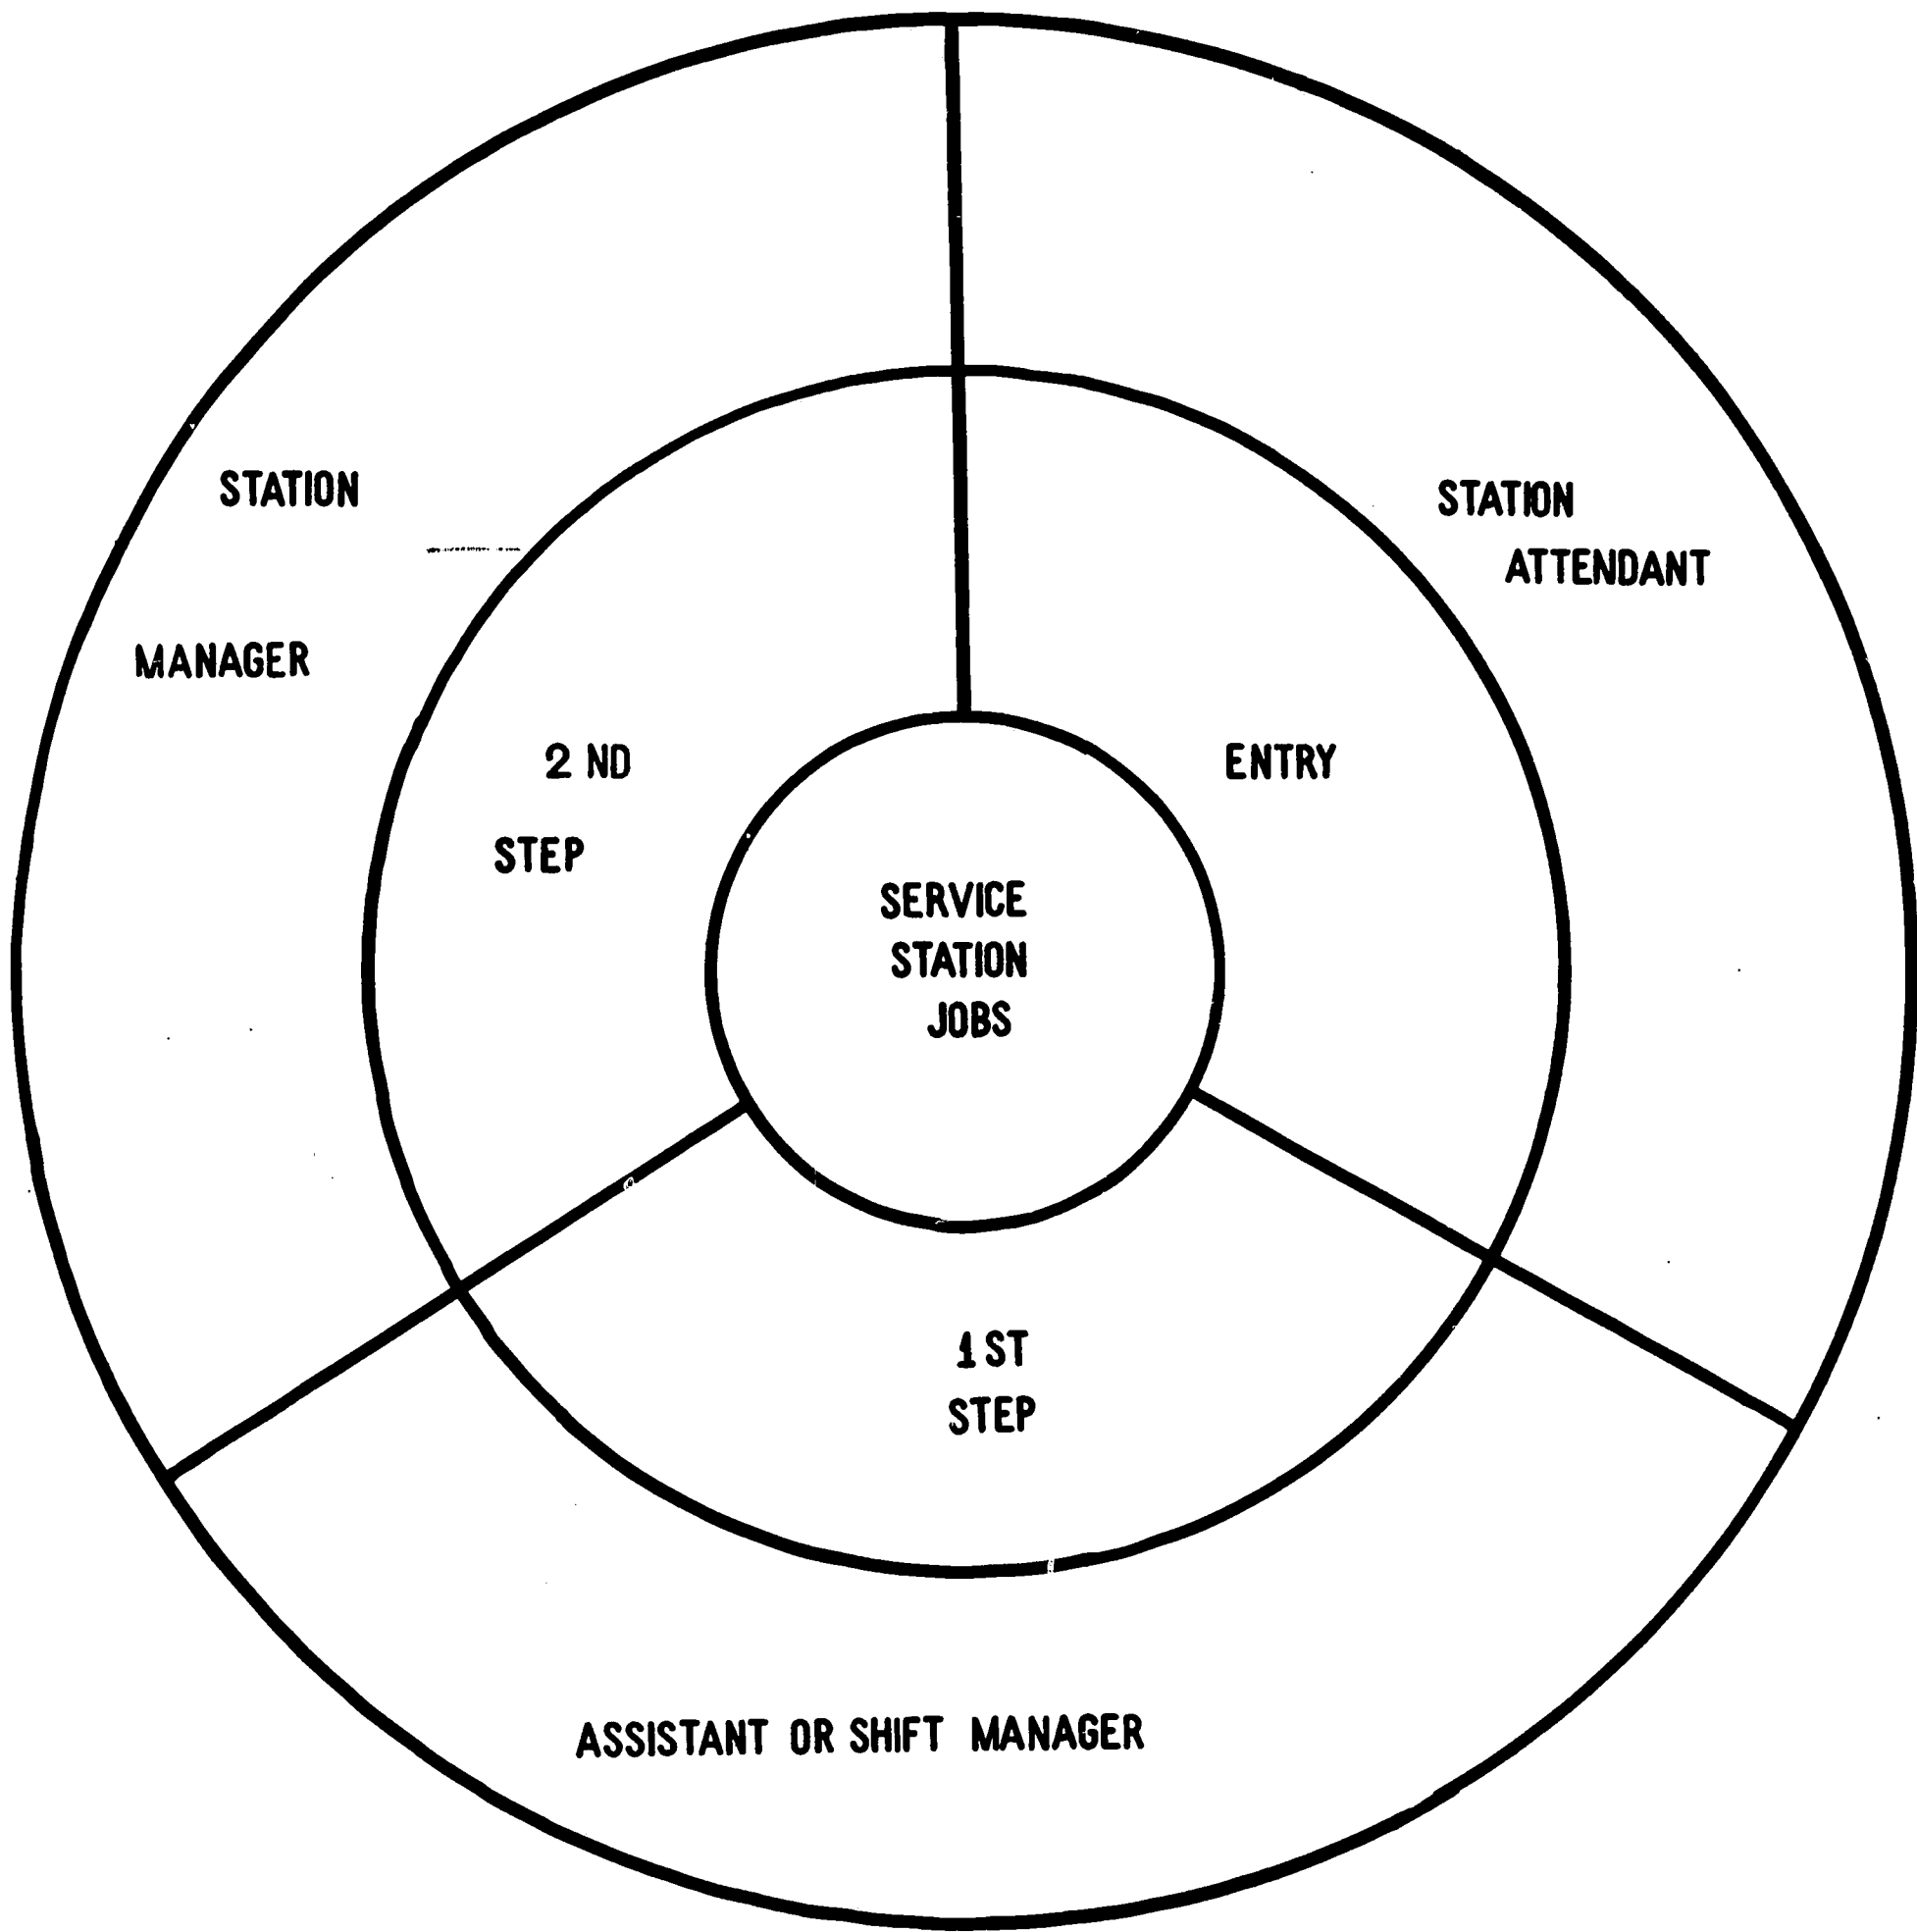 STATION
MANAGER
STATION
ATTENDANT
2 ND
STEP
ENTRY
SERVICE
STATION
JOBS
1 ST
STEP
ASSISTANT OR SHIFT MANAGER